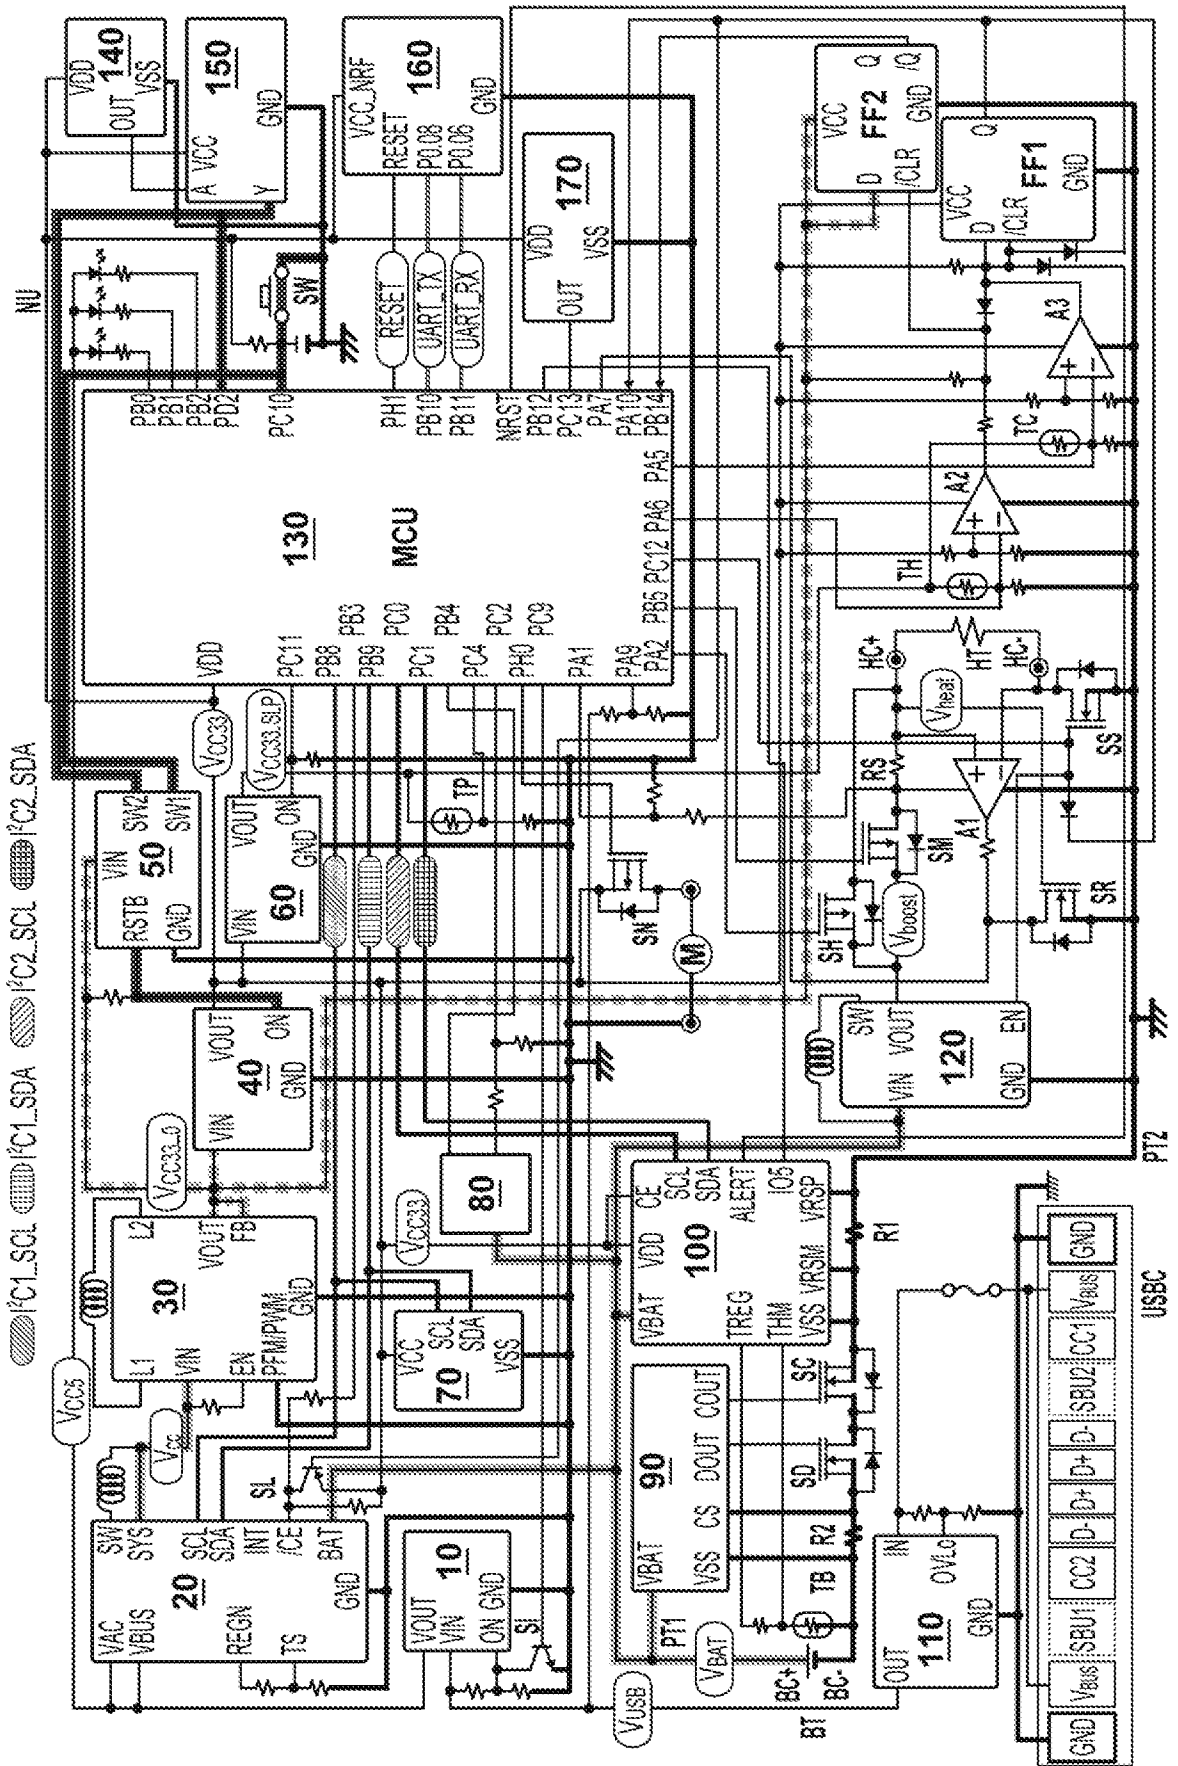 I²C1_SCL
I²C1_SDA
I²C2_SCL
I²C2_SDA
NU
VCC5
SW
SYS
VAC
VBUS
SCL
SDA
INT
/CE
BAT
REGN
TS
GND
20
VCC
L1
VIN
EN
PFM/PWM
L2
VOUT
FB
GND
30
VCC33_0
VIN
VOUT
ON
GND
40
VIN
RSTB
GND
SW2
SW1
50
VCC33
VCC33_SLP
VIN
VOUT
ON
GND
60
VDD
PC11
PB8
PB3
PB9
PC0
PC1
PB4
PC4
PC2
PH0
PC9
PA1
PA9
PA2
PB5
PC12
PA6
PA5
130
MCU
PB0
PB1
PB2
PD2
PC10
PH1
PB10
PB11
NRST
PB12
PC13
PA7
PA10
PB14
SW
VDD
OUT
VSS
140
A
VCC
Y
GND
150
VCC_NRF
RESET
P0.08
P0.06
GND
160
RESET
UART_TX
UART_RX
VDD
OUT
VSS
170
VCC
D
/CLR
Q
/Q
GND
FF2
VCC
D
/CLR
Q
GND
FF1
A3
A2
TC
TH
HC+
HT
HC-
Vheat
RS
A1
SS
SM
SH
Vboost
SR
SN
M
TP
SW
VIN
VOUT
EN
GND
120
VCC33
80
VCC
SCL
SDA
VSS
70
SL
VOUT
VIN
ON
GND
10
SI
VBAT
VDD
CE
SCL
SDA
ALERT
IO5
TREG
THM
VSS
VRSM
VRSP
100
R1
PT2
VBAT
VSS
CS
DOUT
COUT
90
SC
SD
R2
TB
PT1
VBAT
BC+
BC-
BT
VUSB
IN
OVLo
OUT
GND
110
USBC
GND
VBUS
SBU1
CC2
D-
D+
D+
D-
SBU2
CC1
VBUS
GND